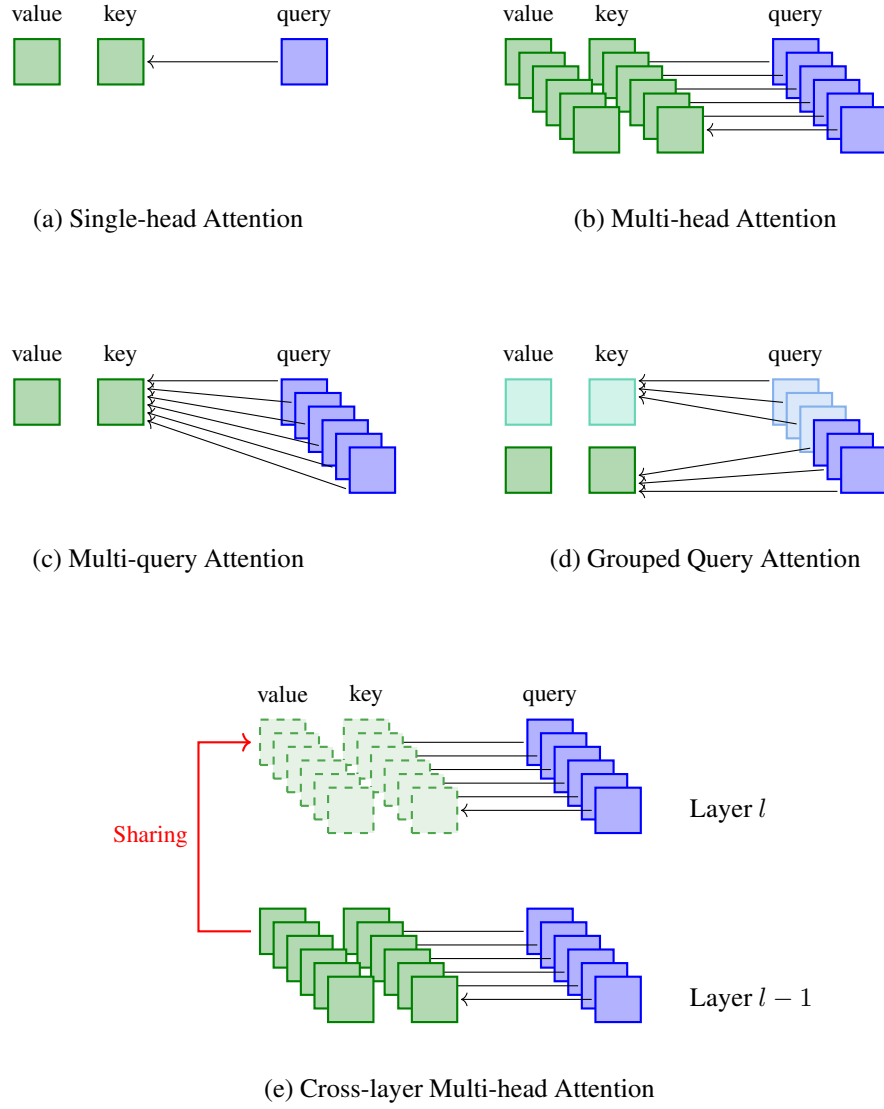 value key query
value key query
(a) Single-head Attention
(b) Multi-head Attention
value key query
value key query
(c) Multi-query Attention
(d) Grouped Query Attention
value key query
Layer l
Sharing
Layer l − 1
(e) Cross-layer Multi-head Attention